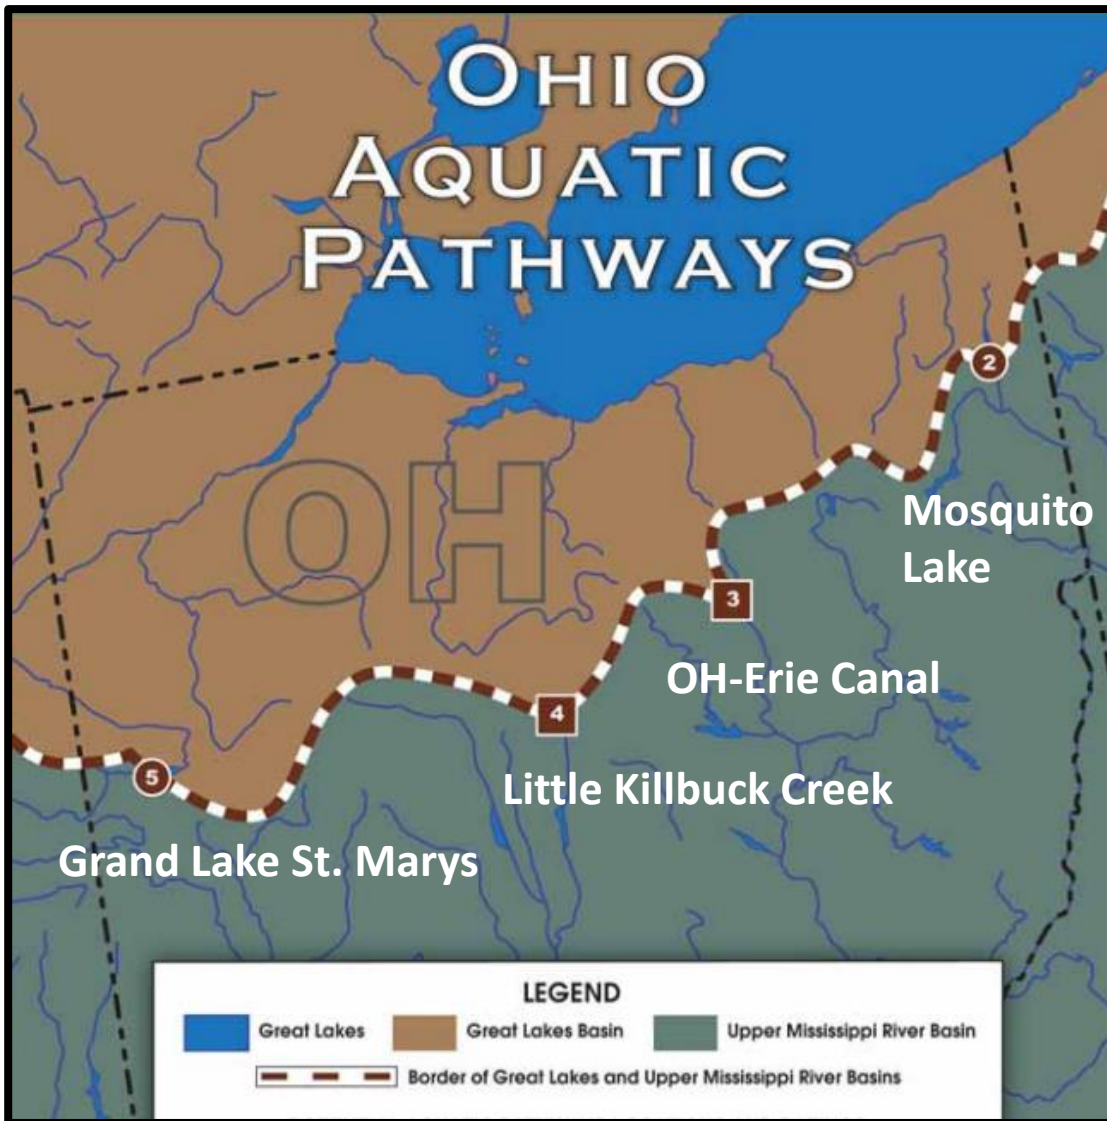 OHIO
AQUATIC
PATHWAYS
OH
2
Mosquito
Lake
3
OH-Erie Canal
4
Little Killbuck Creek
5
Grand Lake St. Marys
LEGEND
Great Lakes
Great Lakes Basin
Upper Mississippi River Basin
Border of Great Lakes and Upper Mississippi River Basins